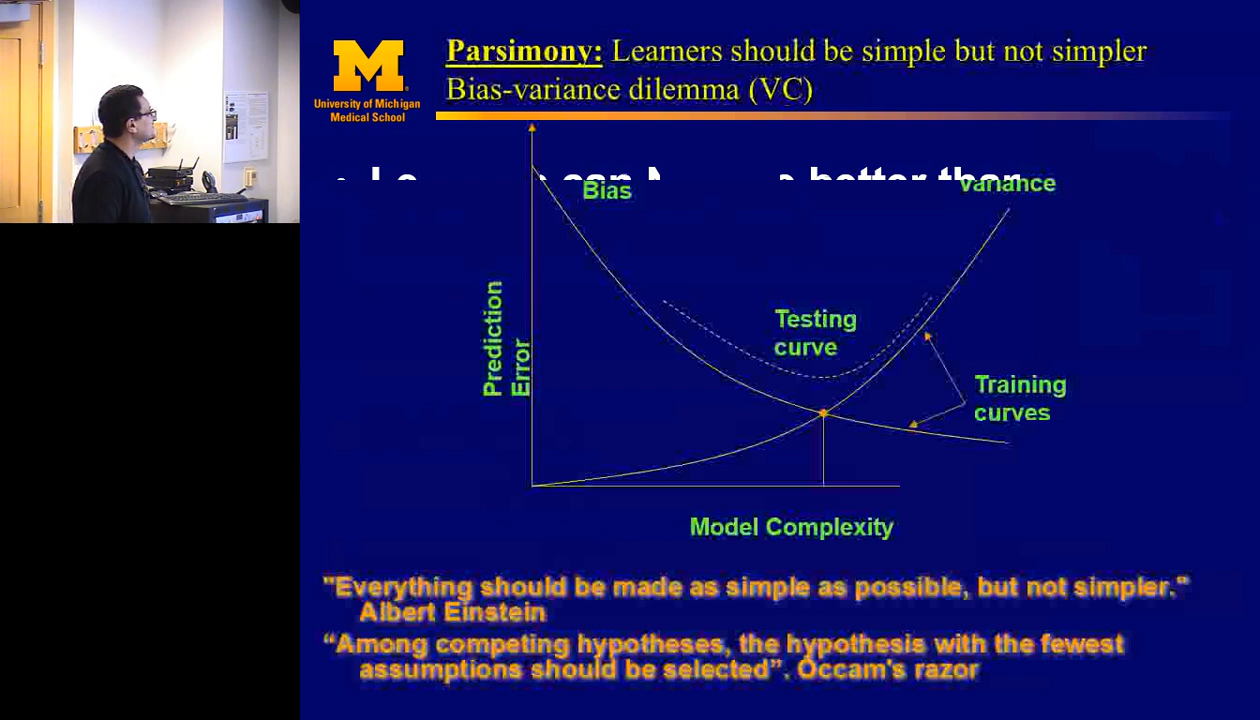 Parsimony: Learners should be simple but not simpler
Bias-variance dilemma (VC)
M
University of Michigan
Medical School
better than
Bias
variance
Prediction
Error
Testing
curve
Training
curves
Model Complexity
"Everything should be made as simple as possible, but not simpler."
Albert Einstein
“Among competing hypotheses, the hypothesis with the fewest
assumptions should be selected”. Occam's razor